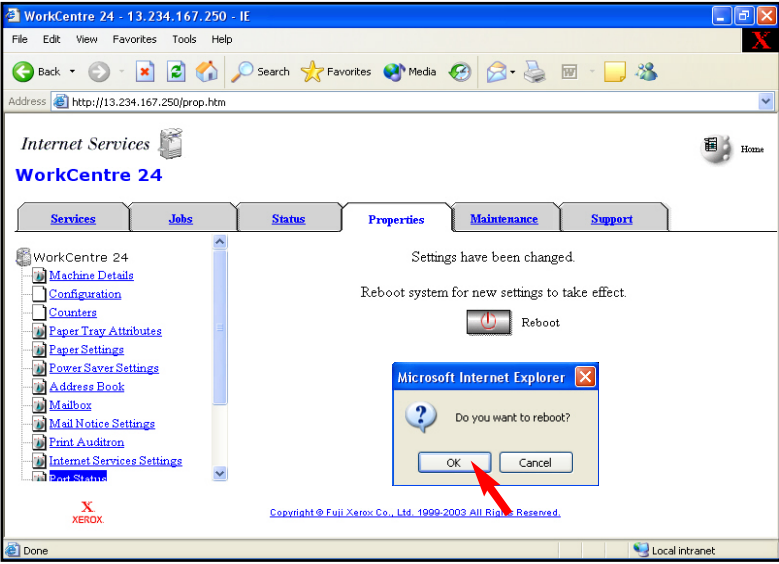 WorkCentre 24 - 13.234.167.250 - IE
File Edit View Favorites Tools Help
X
Back Search Favorites Media
Address http://13.234.167.250/prop.htm
Internet Services
Home
WorkCentre 24
Services Jobs Status Properties Maintenance Support
WorkCentre 24
Machine Details
Configuration
Counters
Paper Tray Attributes
Paper Settings
Power Saver Settings
Address Book
Mailbox
Mail Notice Settings
Print Auditron
Internet Services Settings
Port Status
Settings have been changed.
Reboot system for new settings to take effect.
Reboot
Microsoft Internet Explorer
Do you want to reboot?
OK Cancel
X
XEROX.
Copyright © Fuji Xerox Co., Ltd. 1999-2003 All Rights Reserved.
Done Local intranet